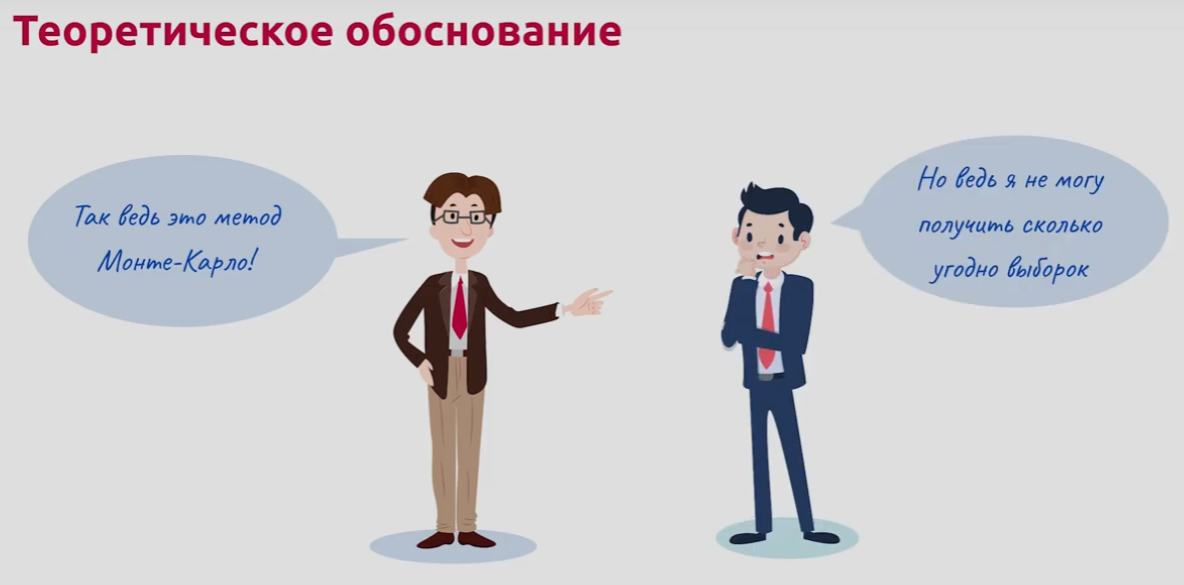 Теоретическое обоснование
Так ведь это метод
Монте-Карло!
Но ведь я не могу
получить сколько
угодно выборок